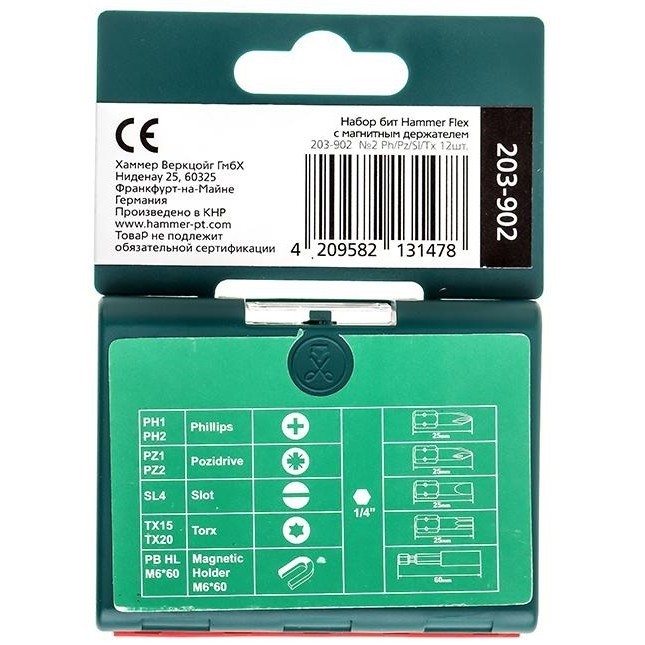 CE
Хаммер Веркцойг ГмбХ
Ниденау 25, 60325
Франкфурт-на-Майне
Германия
Произведено в КНР
www.hammer-pt.com
ТоваР не подлежит
обязательной сертификации
Набор бит Hammer Flex
с магнитным держателем
203-902 №2 Ph/Pz/Sl/Tx 12шт.
4 209582 131478
203-902
PH1
PH2
Phillips
25mm
PZ1
PZ2
Pozidrive
25mm
SL4
Slot
25mm
TX15
TX20
Torx
25mm
1/4"
PB HL
M6*60
Magnetic
Holder
M6*60
60mm